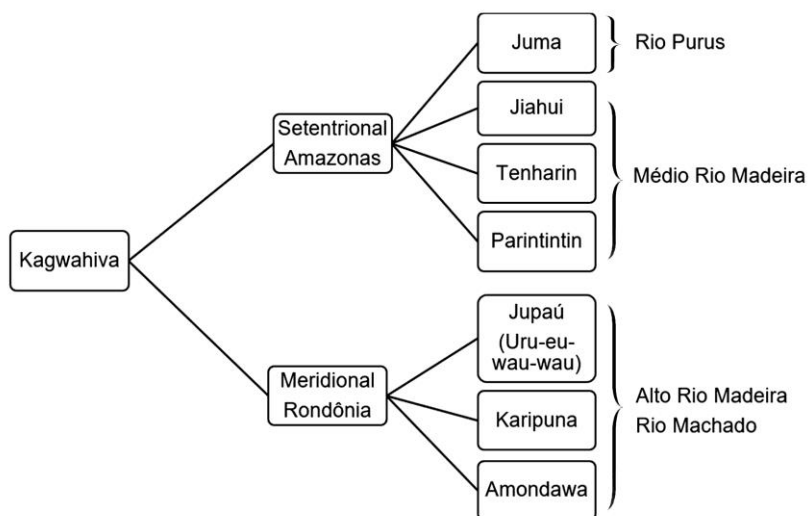 Kagwahiva
Setentrional
Amazonas
Juma
Jiahui
Tenharin
Parintintin
Rio Purus
Médio Rio Madeira
Meridional
Rondônia
Jupaú
(Uru-eu-
wau-wau)
Karipuna
Amondawa
Alto Rio Madeira
Rio Machado